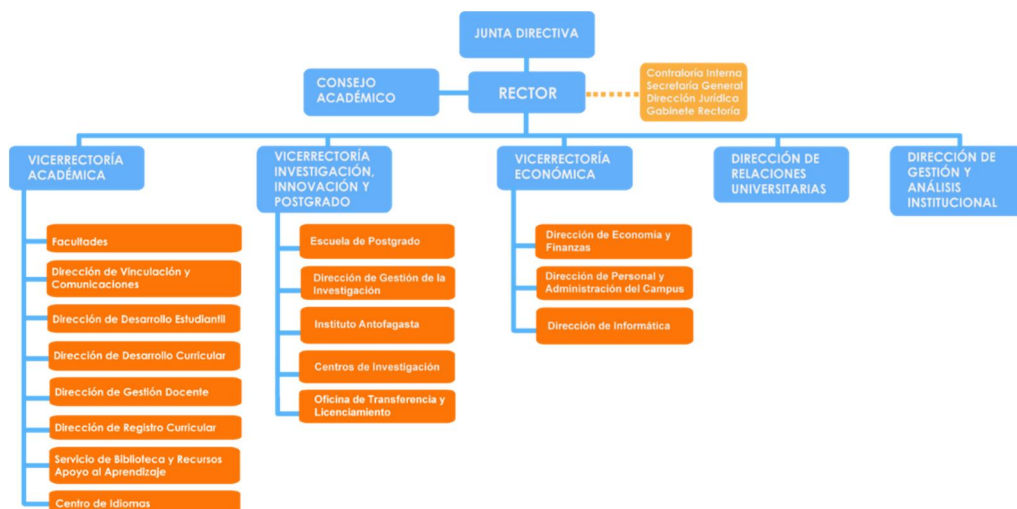 JUNTA DIRECTIVA
CONSEJO
ACADÉMICO
RECTOR
Contraloría Interna
Secretaría General
Dirección Jurídica
Gabinete Rectoría
VICERRECTORÍA
ACADÉMICA
VICERRECTORÍA
INVESTIGACIÓN,
INNOVACIÓN Y
POSTGRADO
VICERRECTORÍA
ECONÓMICA
DIRECCIÓN DE
RELACIONES
UNIVERSITARIAS
DIRECCIÓN DE
GESTIÓN Y
ANÁLISIS
INSTITUCIONAL
Facultades
Dirección de Vinculación y
Comunicaciones
Dirección de Desarrollo Estudiantil
Dirección de Desarrollo Curricular
Dirección de Gestión Docente
Dirección de Registro Curricular
Servicio de Biblioteca y Recursos
Apoyo al Aprendizaje
Centro de Idiomas
Escuela de Postgrado
Dirección de Gestión de la
Investigación
Instituto Antofagasta
Centros de Investigación
Oficina de Transferencia y
Licenciamiento
Dirección de Economía y
Finanzas
Dirección de Personal y
Administración del Campus
Dirección de Informática